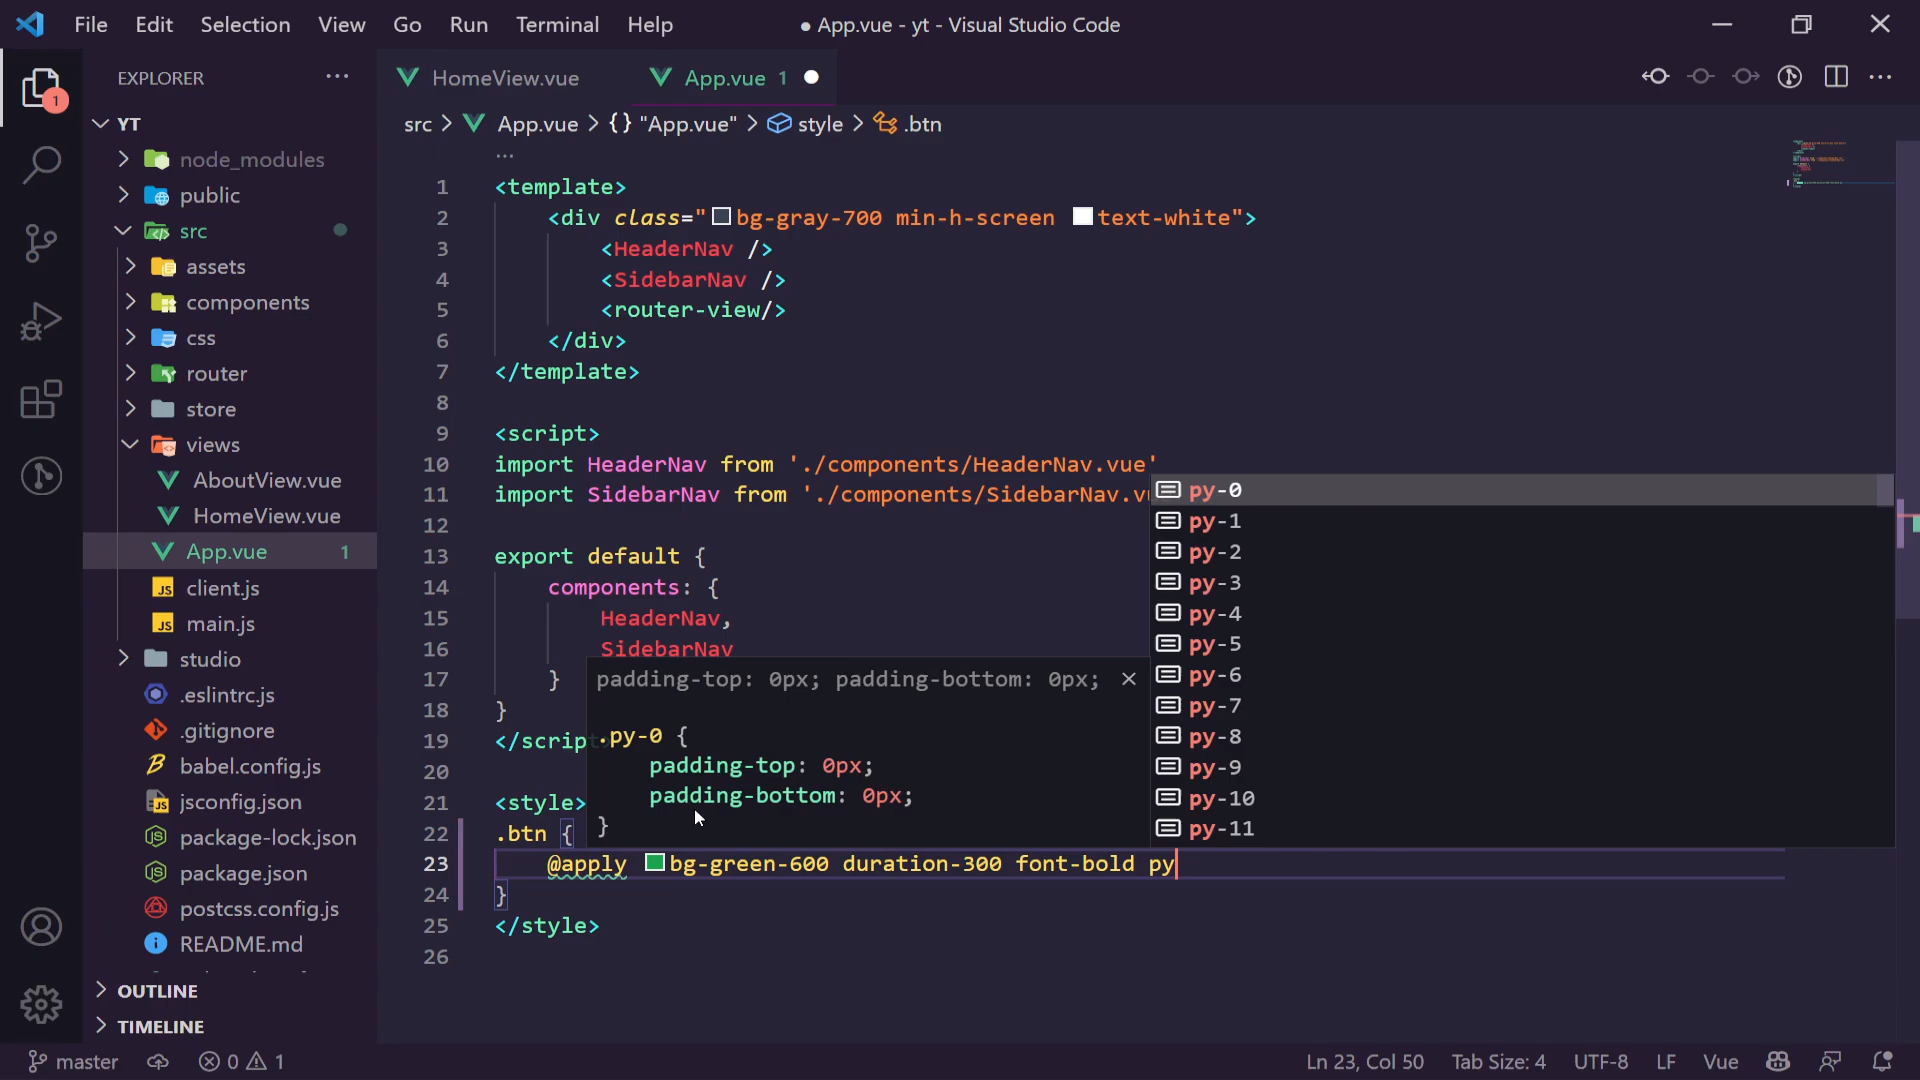 File Edit Selection View Go Run Terminal Help ● App.vue - yt - Visual Studio Code
EXPLORER ···
HomeView.vue
App.vue 1 ●
src > App.vue > {} "App.vue" > style > .btn
1
YT
node_modules
public
src
assets
components
css
router
store
views
AboutView.vue
HomeView.vue
App.vue 1
JS client.js
JS main.js
studio
.eslintrc.js
.gitignore
babel.config.js
jsconfig.json
package-lock.json
package.json
postcss.config.js
README.md
OUTLINE
TIMELINE
···
1 <template>
2 <div class="bg-gray-700 min-h-screen text-white">
3 <HeaderNav />
4 <SidebarNav />
5 <router-view/>
6 </div>
7 </template>
8
9 <script>
10 import HeaderNav from './components/HeaderNav.vue'
11 import SidebarNav from './components/SidebarNav.vu
12
13 export default {
14 components: {
15 HeaderNav,
16 SidebarNav
17 }
18 }
19 </script
20
21 <style>
22 .btn {
23 @apply bg-green-600 duration-300 font-bold py
24 }
25 </style>
26
padding-top: 0px; padding-bottom: 0px; ×
.py-0 {
padding-top: 0px;
padding-bottom: 0px;
}
py-0
py-1
py-2
py-3
py-4
py-5
py-6
py-7
py-8
py-9
py-10
py-11
master 0 1 Ln 23, Col 50 Tab Size: 4 UTF-8 LF Vue